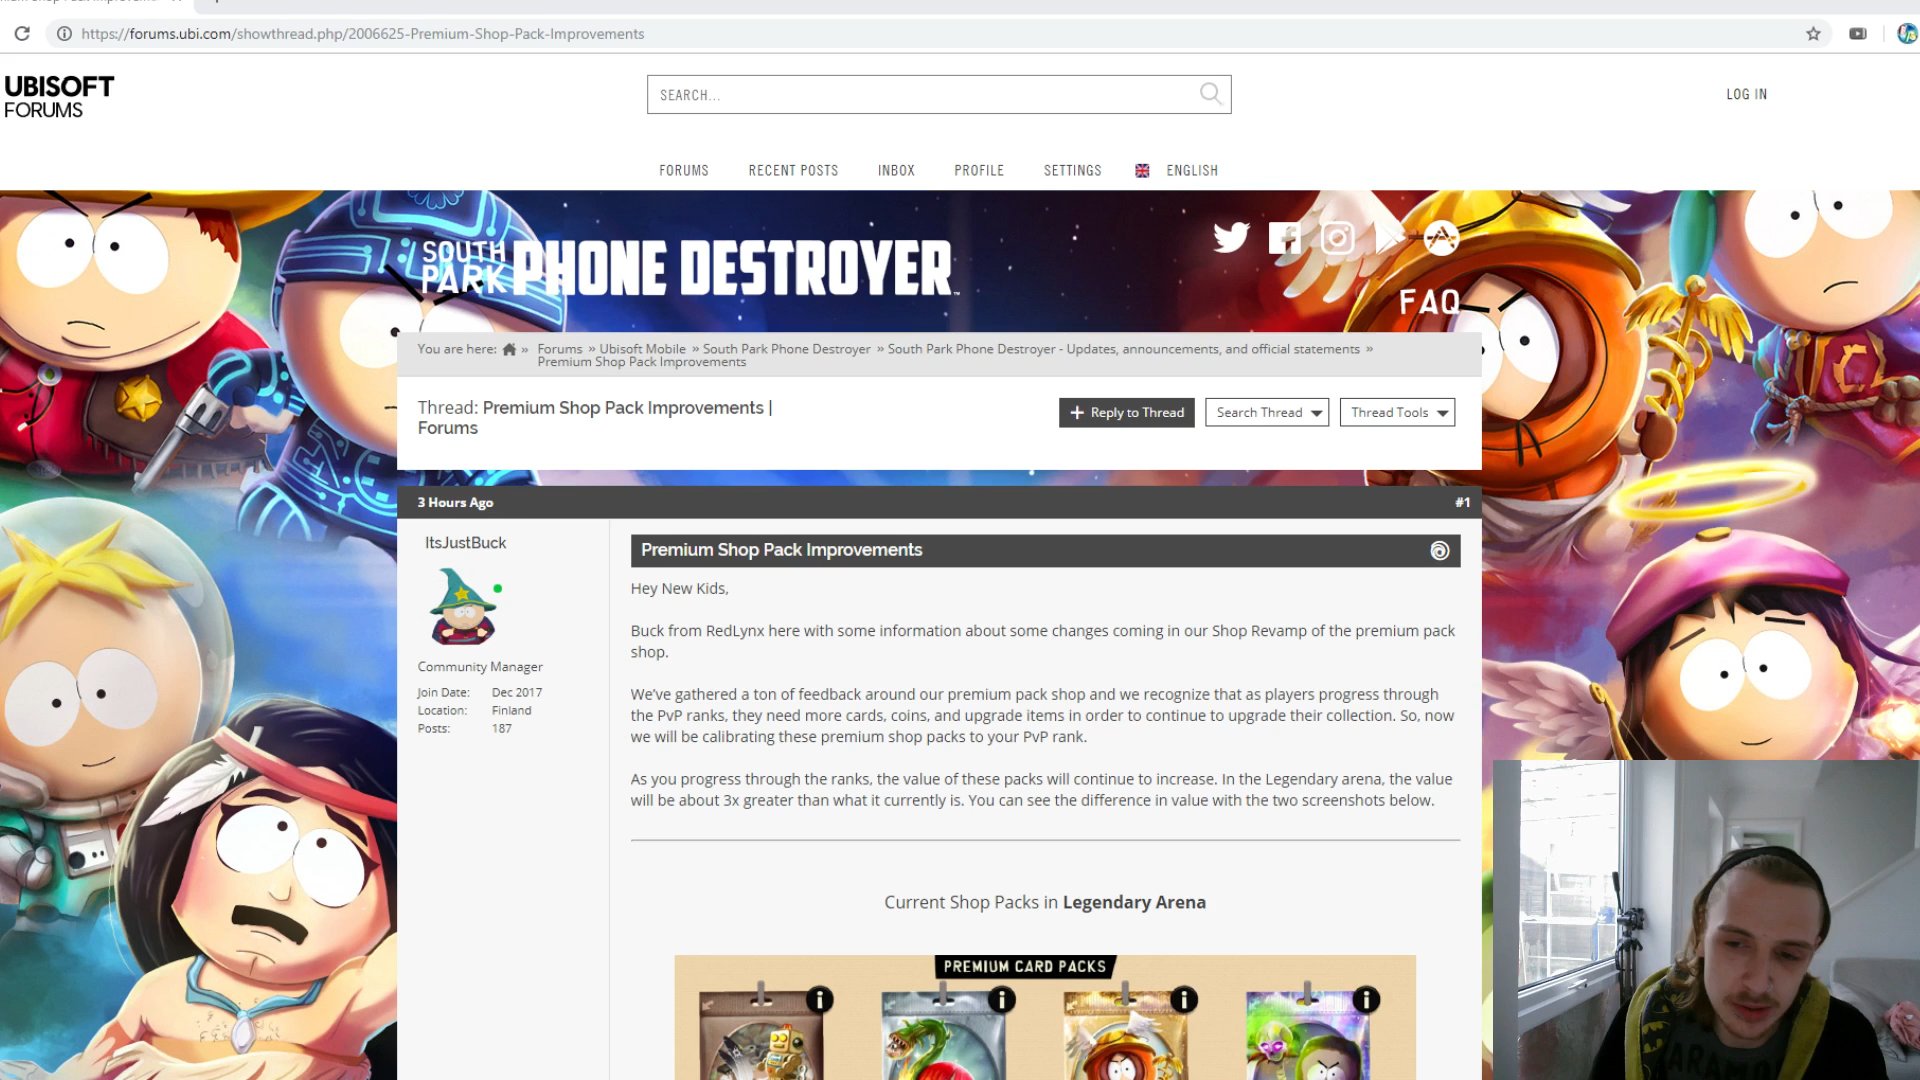 https://forums.ubi.com/showthread.php/2006625-Premium-Shop-Pack-Improvements
UBISOFT
FORUMS
SEARCH...
LOG IN
FORUMS RECENT POSTS INBOX PROFILE SETTINGS ENGLISH
SOUTH PARK PHONE DESTROYER
FAQ
You are here: » Forums » Ubisoft Mobile » South Park Phone Destroyer » South Park Phone Destroyer - Updates, announcements, and official statements »
Premium Shop Pack Improvements
Thread: Premium Shop Pack Improvements |
Forums
+ Reply to Thread
Search Thread
Thread Tools
3 Hours Ago
#1
ItsJustBuck
Community Manager
Join Date: Dec 2017
Location: Finland
Posts: 187
Premium Shop Pack Improvements
Hey New Kids,
Buck from RedLynx here with some information about some changes coming in our Shop Revamp of the premium pack
shop.
We've gathered a ton of feedback around our premium pack shop and we recognize that as players progress through
the PvP ranks, they need more cards, coins, and upgrade items in order to continue to upgrade their collection. So, now
we will be calibrating these premium shop packs to your PvP rank.
As you progress through the ranks, the value of these packs will continue to increase. In the Legendary arena, the value
will be about 3x greater than what it currently is. You can see the difference in value with the two screenshots below.
Current Shop Packs in Legendary Arena
PREMIUM CARD PACKS